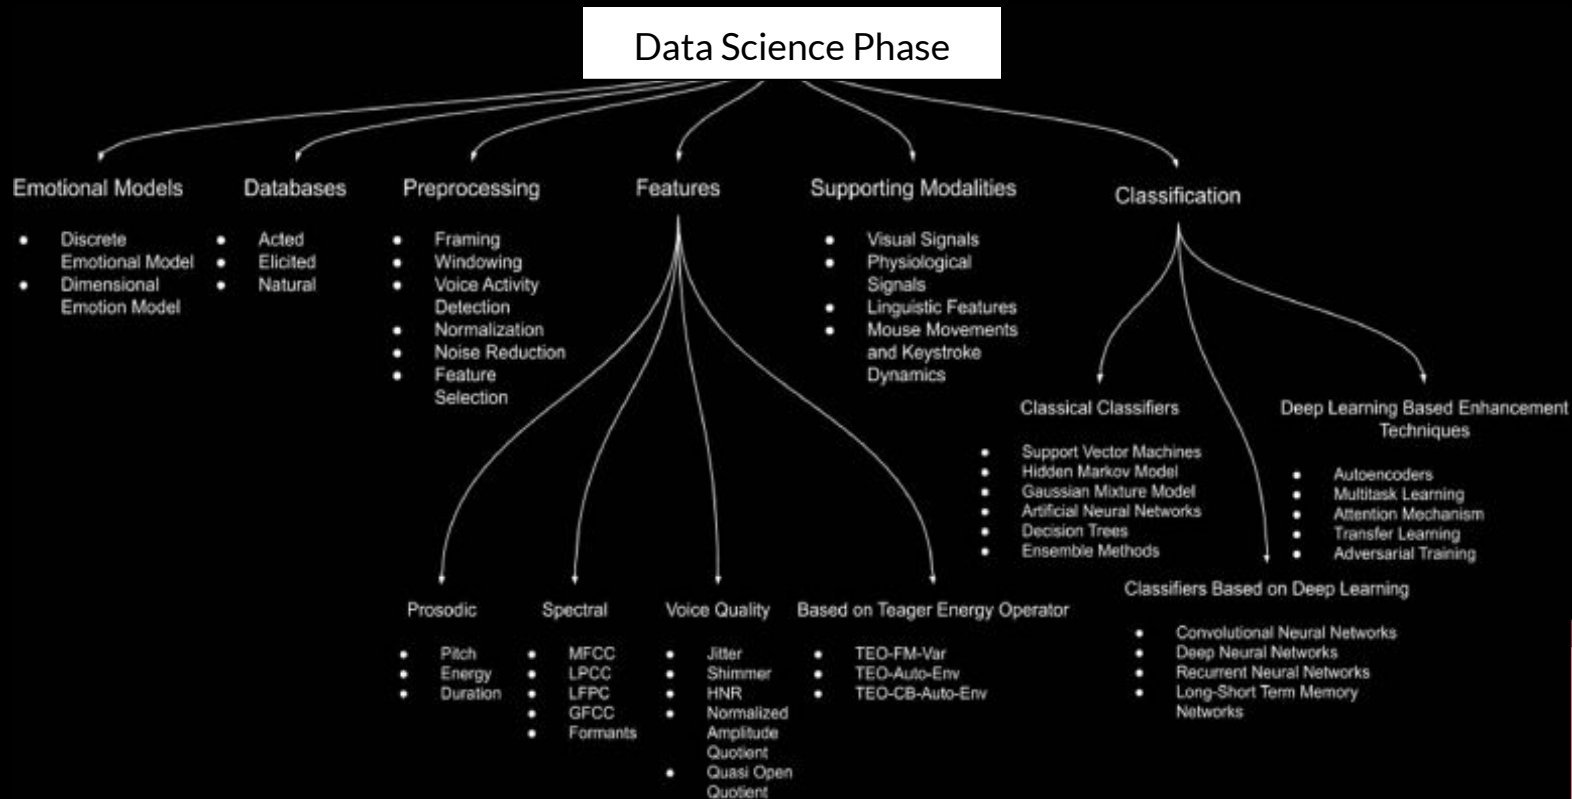 Data Science Phase
Emotional Models
Discrete
Emotional Model
Dimensional
Emotion Model
Databases
Acted
Elicited
Natural
Preprocessing
Framing
Windowing
Voice Activity
Detection
Normalization
Noise Reduction
Feature
Selection
Features
Prosodic
Pitch
Energy
Duration
Spectral
MFCC
LPCC
LFPC
GFCC
Formants
Voice Quality
Jitter
Shimmer
HNR
Normalized
Amplitude
Quotient
Quasi Open
Quotient
Based on Teager Energy Operator
TEO-FM-Var
TEO-Auto-Env
TEO-CB-Auto-Env
Supporting Modalities
Visual Signals
Physiological
Signals
Linguistic Features
Mouse Movements
and Keystroke
Dynamics
Classification
Classical Classifiers
Support Vector Machines
Hidden Markov Model
Gaussian Mixture Model
Artificial Neural Networks
Decision Trees
Ensemble Methods
Classifiers Based on Deep Learning
Convolutional Neural Networks
Deep Neural Networks
Recurrent Neural Networks
Long-Short Term Memory
Networks
Deep Learning Based Enhancement
Techniques
Autoencoders
Multitask Learning
Attention Mechanism
Transfer Learning
Adversarial Training